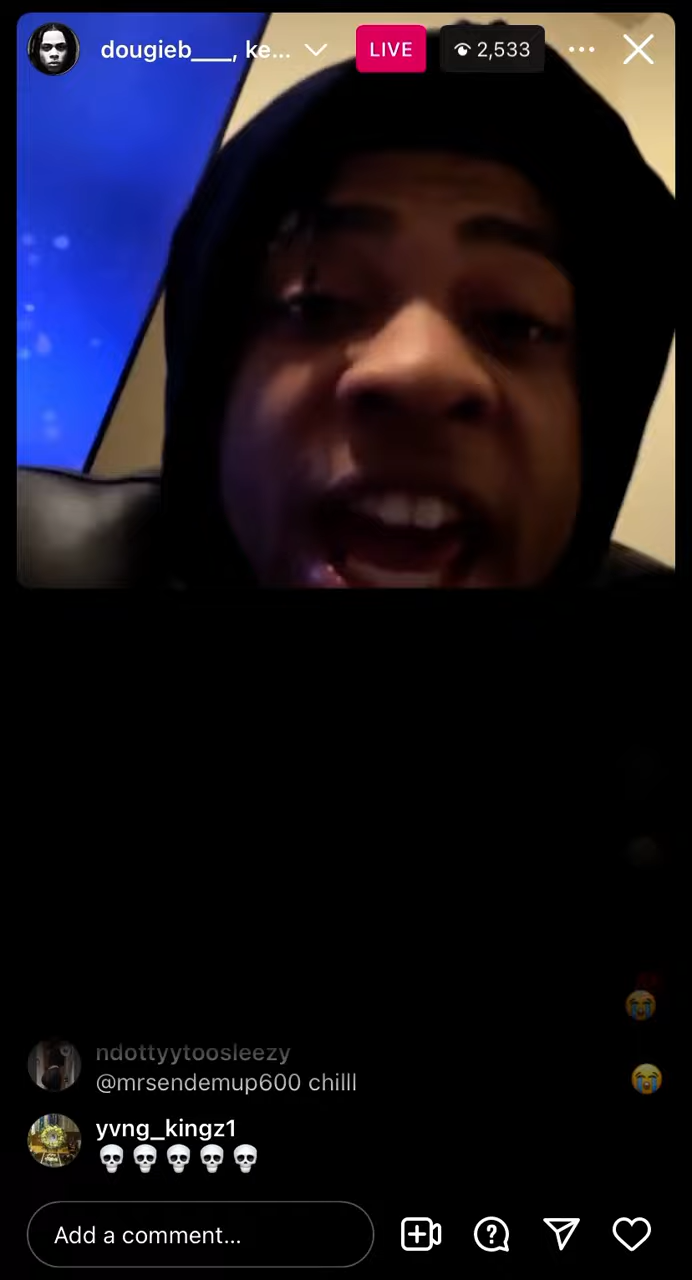 dougieb___, ke...
LIVE
2,533
ndottyytoosleezy
@mrsendemup600 chilll
yvng_kingz1
💀💀💀💀💀
Add a comment...